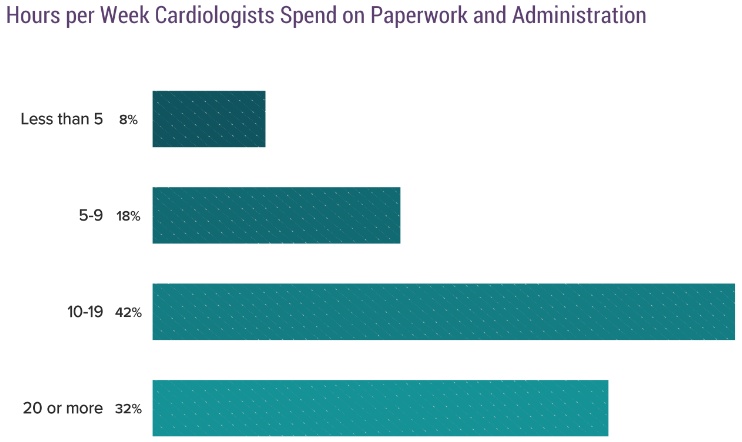 Hours per Week Cardiologists Spend on Paperwork and Administration
Less than 5 8%
5-9 18%
10-19 42%
20 or more 32%